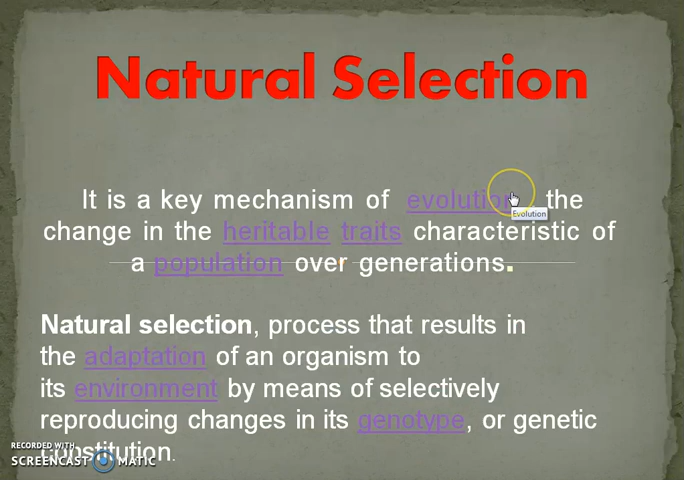 Natural Selection
It is a key mechanism of evolution, the
Evolution
change in the heritable traits characteristic of
a population over generations.
Natural selection, process that results in
the adaptation of an organism to
its environment by means of selectively
reproducing changes in its genotype, or genetic
constitution.
RECORDED WITH
SCREENCAST MATIC